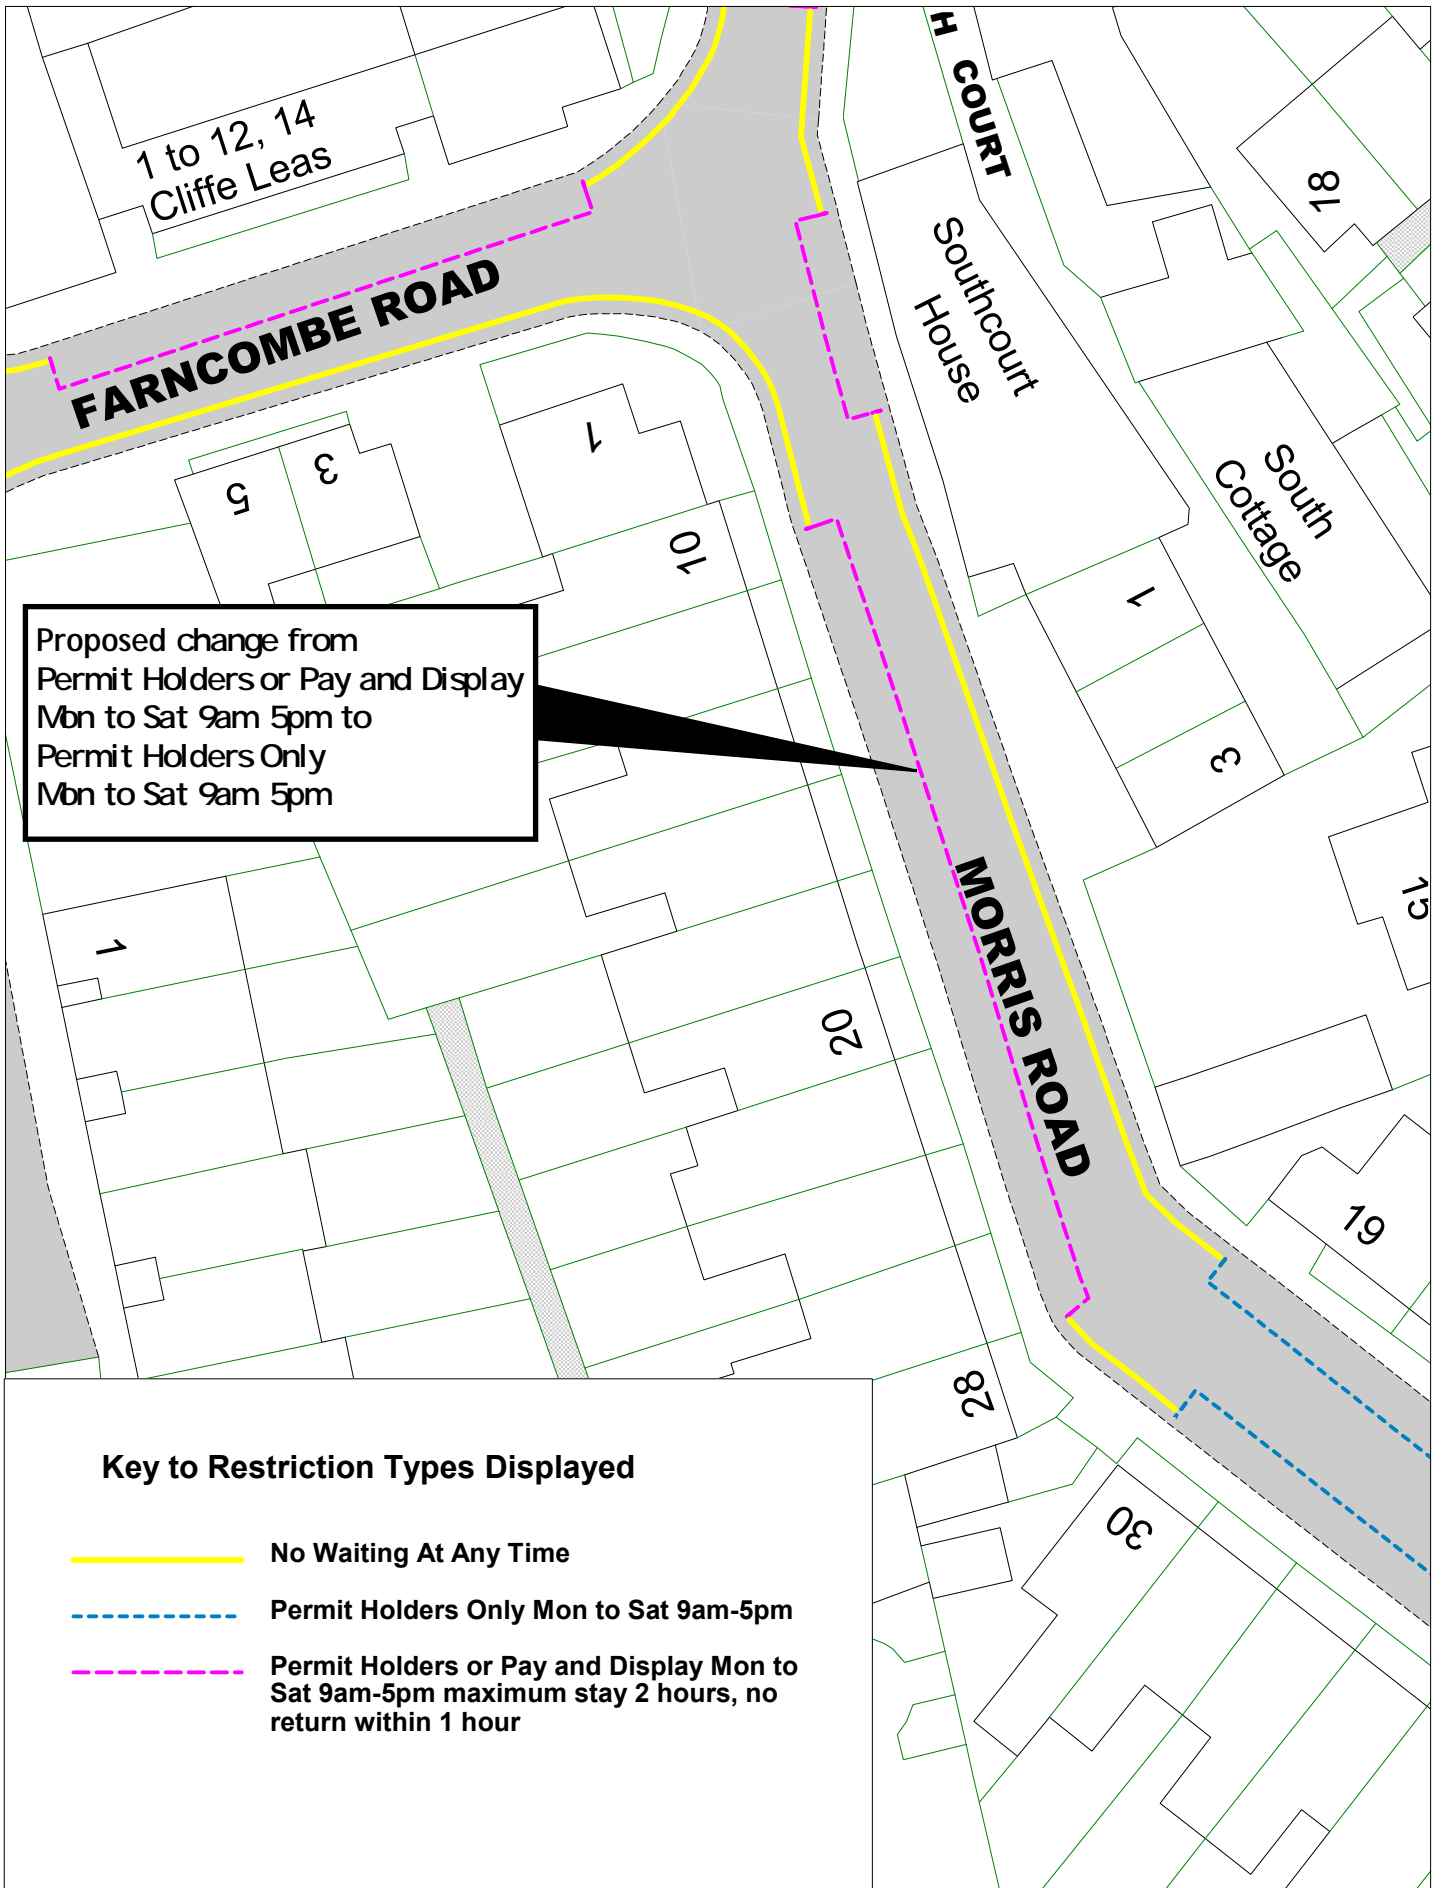 H COURT
1 to 12, 14
Cliffe Leas
18
Southcourt
House
FARNCOMBE ROAD
1
3
5
South
Cottage
10
1
Proposed change from
Permit Holders or Pay and Display
Mon to Sat 9am 5pm to
Permit Holders Only
Mon to Sat 9am 5pm
3
15
1
MORRIS ROAD
20
19
28
30
Key to Restriction Types Displayed
No Waiting At Any Time
Permit Holders Only Mon to Sat 9am-5pm
Permit Holders or Pay and Display Mon to
Sat 9am-5pm maximum stay 2 hours, no
return within 1 hour